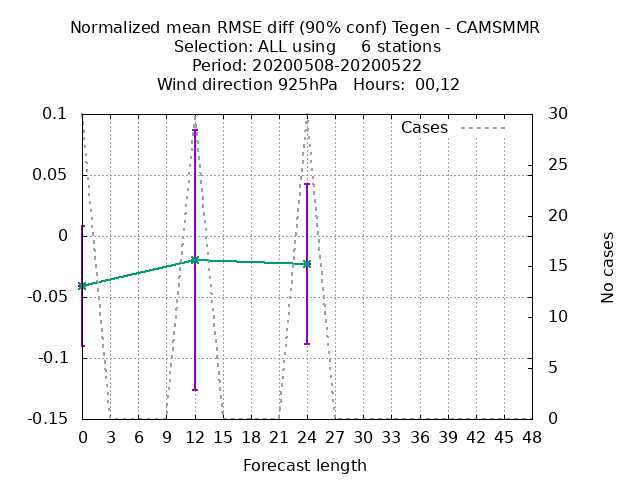 Normalized mean RMSE diff (90% conf) Tegen - CAMSMMR
Selection: ALL using     6 stations
Period: 20200508-20200522
Wind direction 925hPa   Hours:  00,12
Cases
0.1
0.05
0
-0.05
-0.1
-0.15
30
25
20
15
10
5
0
No cases
0 3 6 9 12 15 18 21 24 27 30 33 36 39 42 45 48
Forecast length